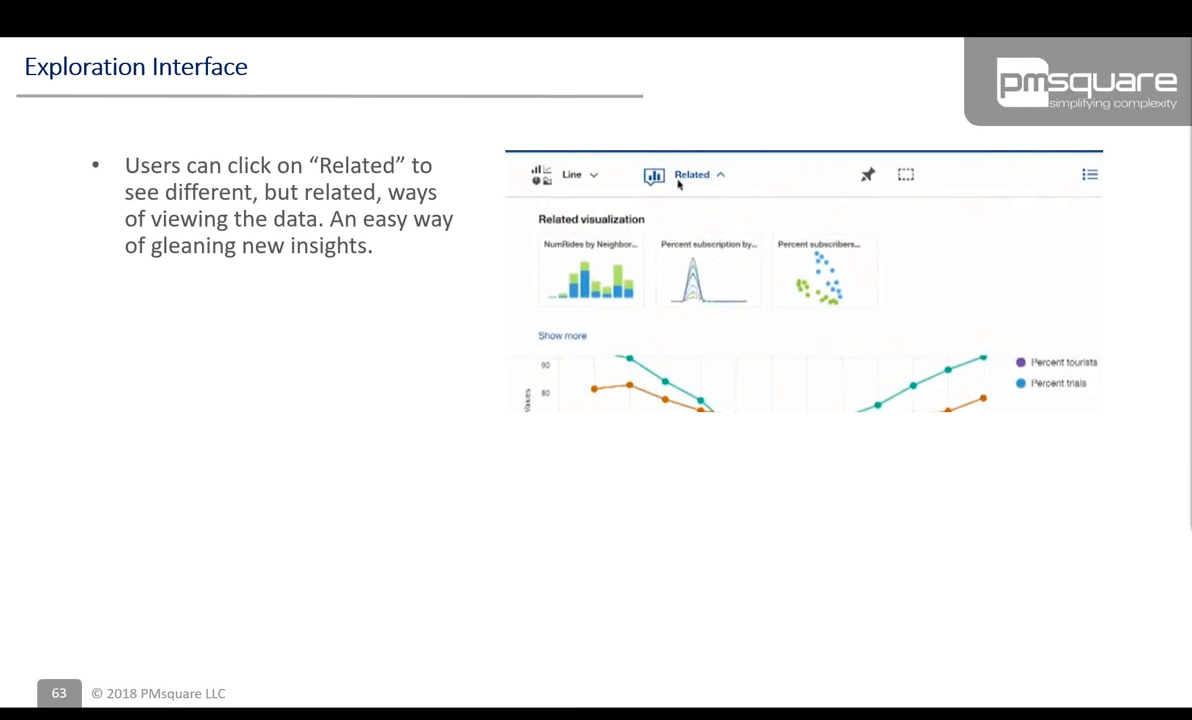 Exploration Interface
pmsquare
simplifying complexity
• Users can click on “Related” to
see different, but related, ways
of viewing the data. An easy way
of gleaning new insights.
Line
Related
Related visualization
NumRides by Neighbor...
Percent subscription by...
Percent subscribers...
Show more
90
80
Values
Percent tourists
Percent trials
63
© 2018 PMsquare LLC